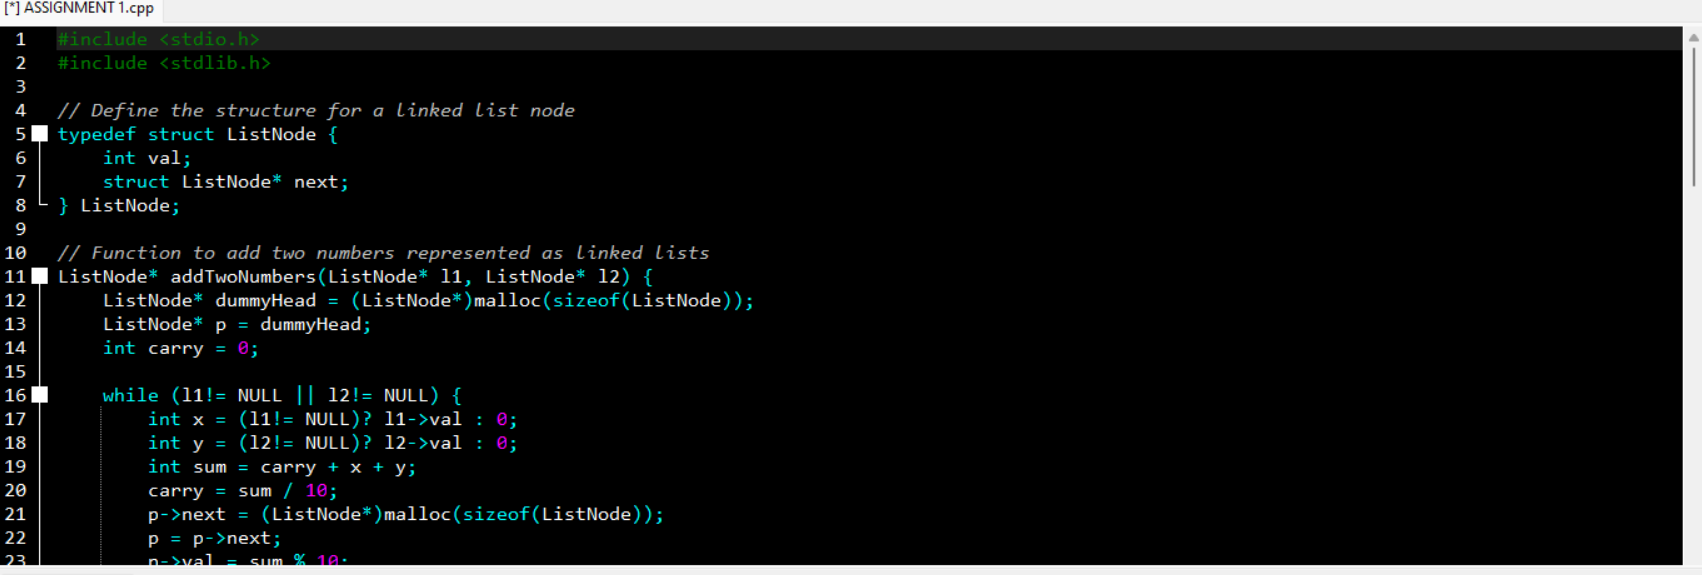 [*] ASSIGNMENT 1.cpp
1 #include <stdio.h>
2 #include <stdlib.h>
3
4 // Define the structure for a linked list node
5 typedef struct ListNode {
6 int val;
7 struct ListNode* next;
8 } ListNode;
9
10 // Function to add two numbers represented as linked lists
11 ListNode* addTwoNumbers(ListNode* l1, ListNode* l2) {
12 ListNode* dummyHead = (ListNode*)malloc(sizeof(ListNode));
13 ListNode* p = dummyHead;
14 int carry = 0;
15
16 while (l1!= NULL || l2!= NULL) {
17 int x = (l1!= NULL)? l1->val : 0;
18 int y = (l2!= NULL)? l2->val : 0;
19 int sum = carry + x + y;
20 carry = sum / 10;
21 p->next = (ListNode*)malloc(sizeof(ListNode));
22 p = p->next;
23 p->val = sum % 10;